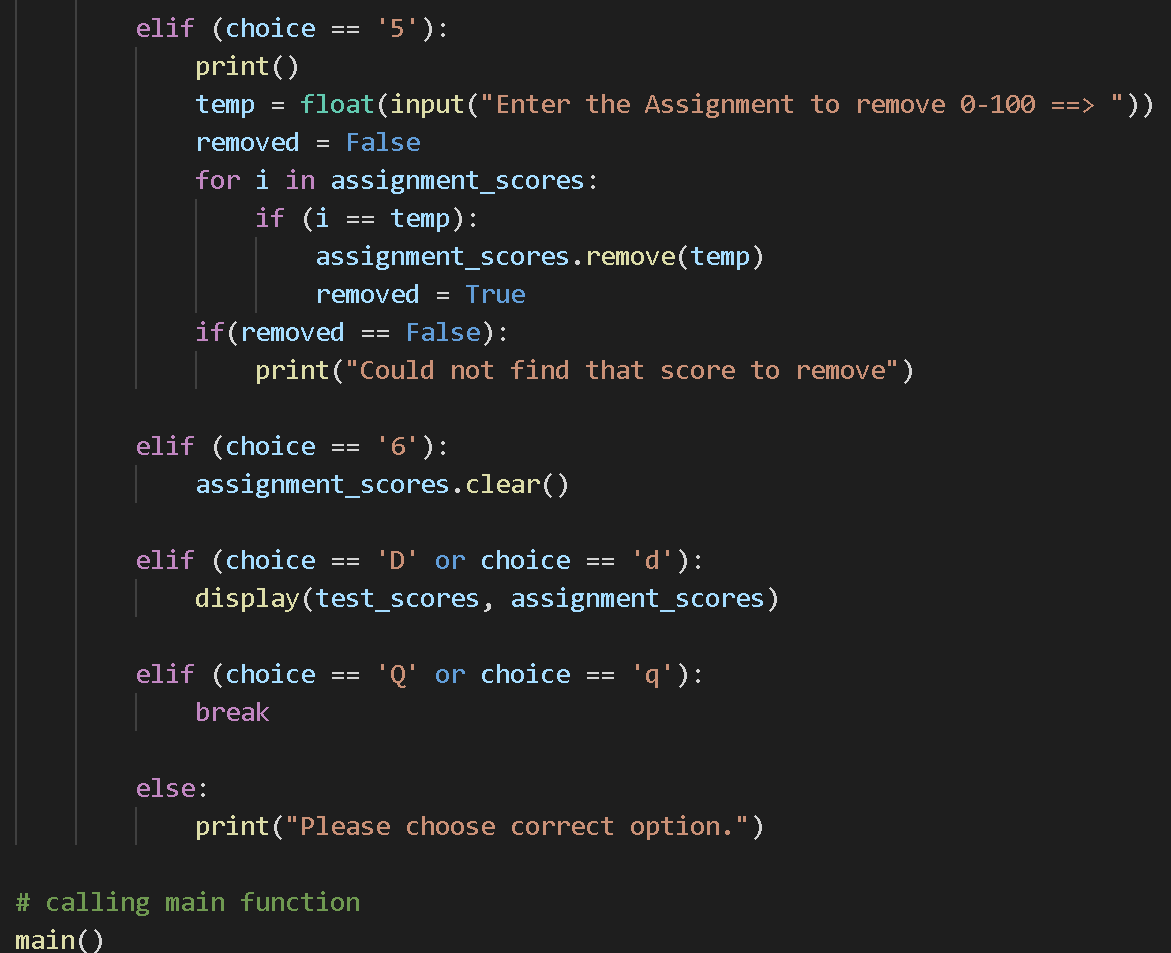 elif (choice == '5'):
print()
temp = float(input("Enter the Assignment to remove 0-100 ==> "))
removed = False
for i in assignment_scores:
if (i == temp):
assignment_scores.remove(temp)
removed = True
if(removed == False):
print("Could not find that score to remove")
elif (choice == '6'):
assignment_scores.clear()
elif (choice == 'D' or choice == 'd'):
display(test_scores, assignment_scores)
elif (choice == 'Q' or choice == 'q'):
break
else:
print("Please choose correct option.")
# calling main function
main()